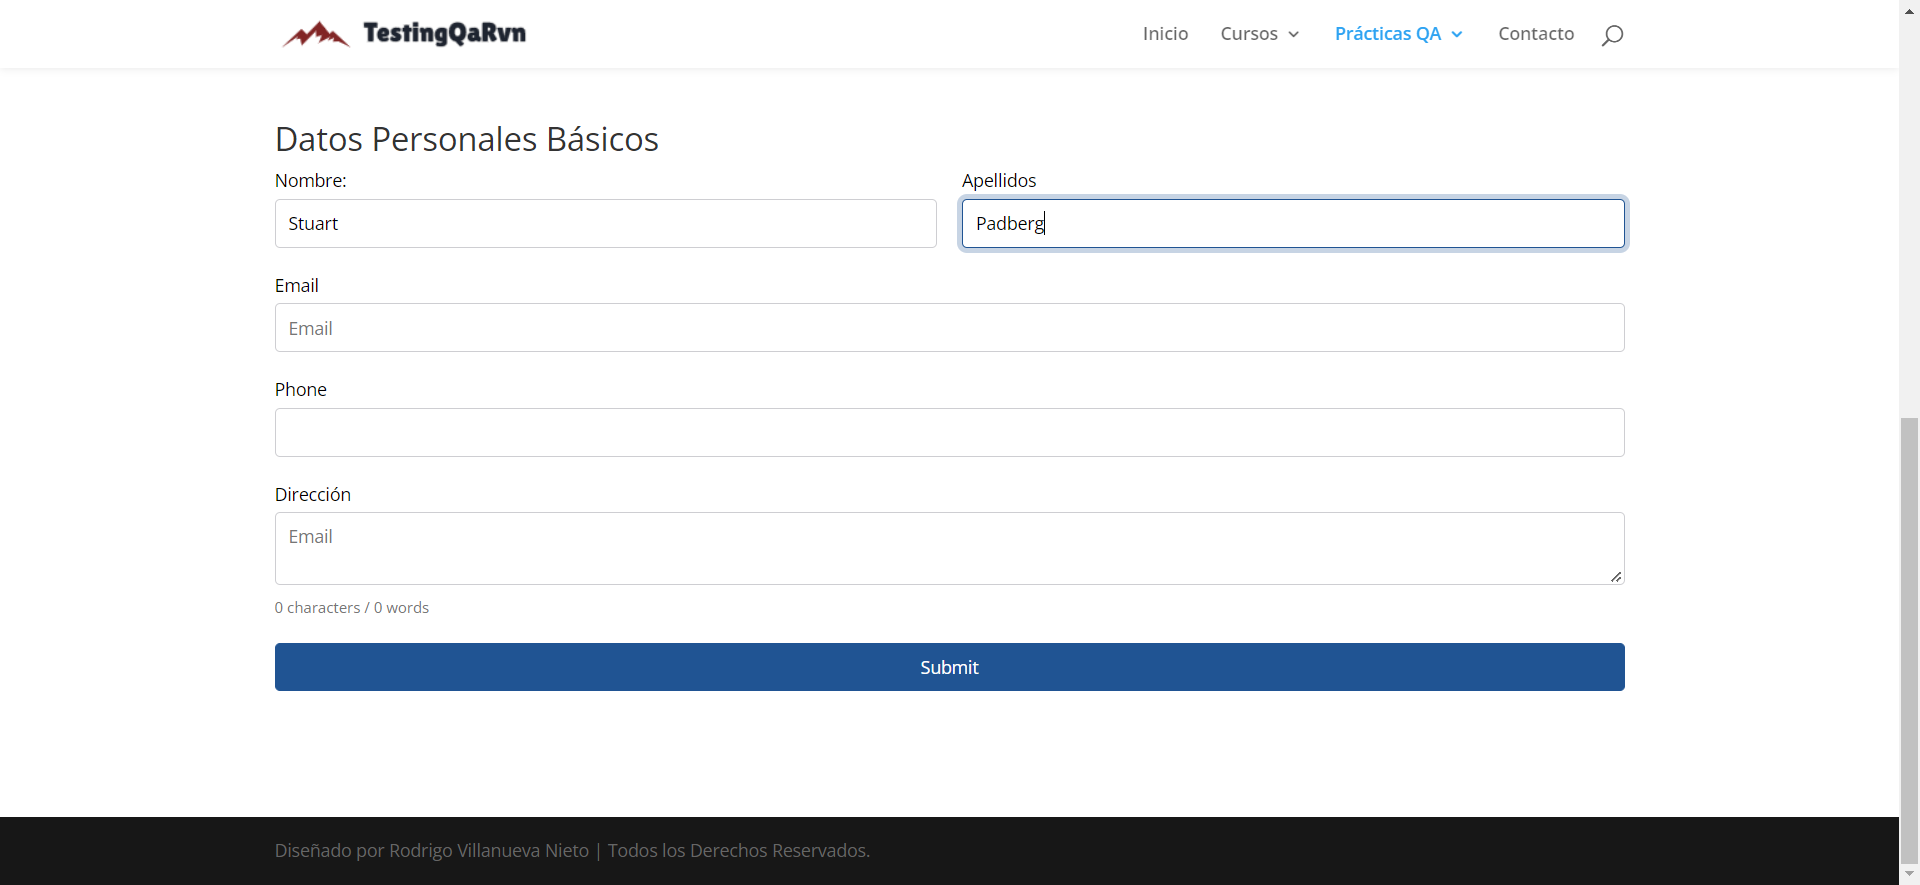 TestingQaRvn
Inicio Cursos Prácticas QA Contacto
Datos Personales Básicos
Nombre: Apellidos
Stuart Padberg
Email
Email
Phone
Dirección
Email
0 characters / 0 words
Submit
Diseñado por Rodrigo Villanueva Nieto | Todos los Derechos Reservados.